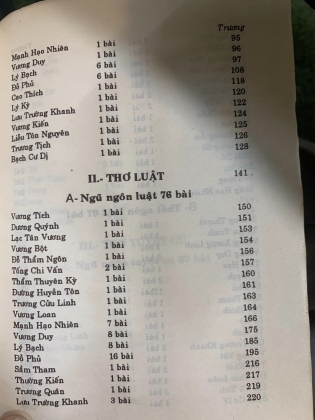 Trương
Mạnh Hạo Nhiên 1 bài 95
Vương Duy 1 bài 96
Lý Bạch 6 bài 97
Đỗ Phủ 6 bài 108
Cao Thích 1 bài 118
Lý Kỳ 1 bài 120
Lưu Trường Khanh 1 bài 122
Vương Kiến 1 bài 124
Liễu Tôn Nguyên 1 bài 125
Trương Tịch 1 bài 126
Bạch Cư Dị 1 bài 128
II.- THƠ LUẬT 141
A- Ngũ ngôn luật 76 bài
Vương Tích 1 bài 150
Dương Quýnh 1 bài 151
Lạc Tân Vương 1 bài 153
Vương Bột 1 bài 154
Đỗ Thẩm Ngôn 1 bài 156
Tống Chi Vấn 2 bài 157
Thẩm Thuyên Kỳ 1 bài 160
Đường Huyền Tôn 1 bài 161
Trương Cửu Linh 1 bài 163
Vương Loan 1 bài 164
Mạnh Hạo Nhiên 7 bài 166
Vương Duy 8 bài 175
Lý Bạch 8 bài 185
Đỗ Phủ 16 bài 195
Sầm Tham 1 bài 216
Thường Kiến 1 bài 217
Trương Quân 1 bài 219
Lưu Trường Khanh 3 bài 220